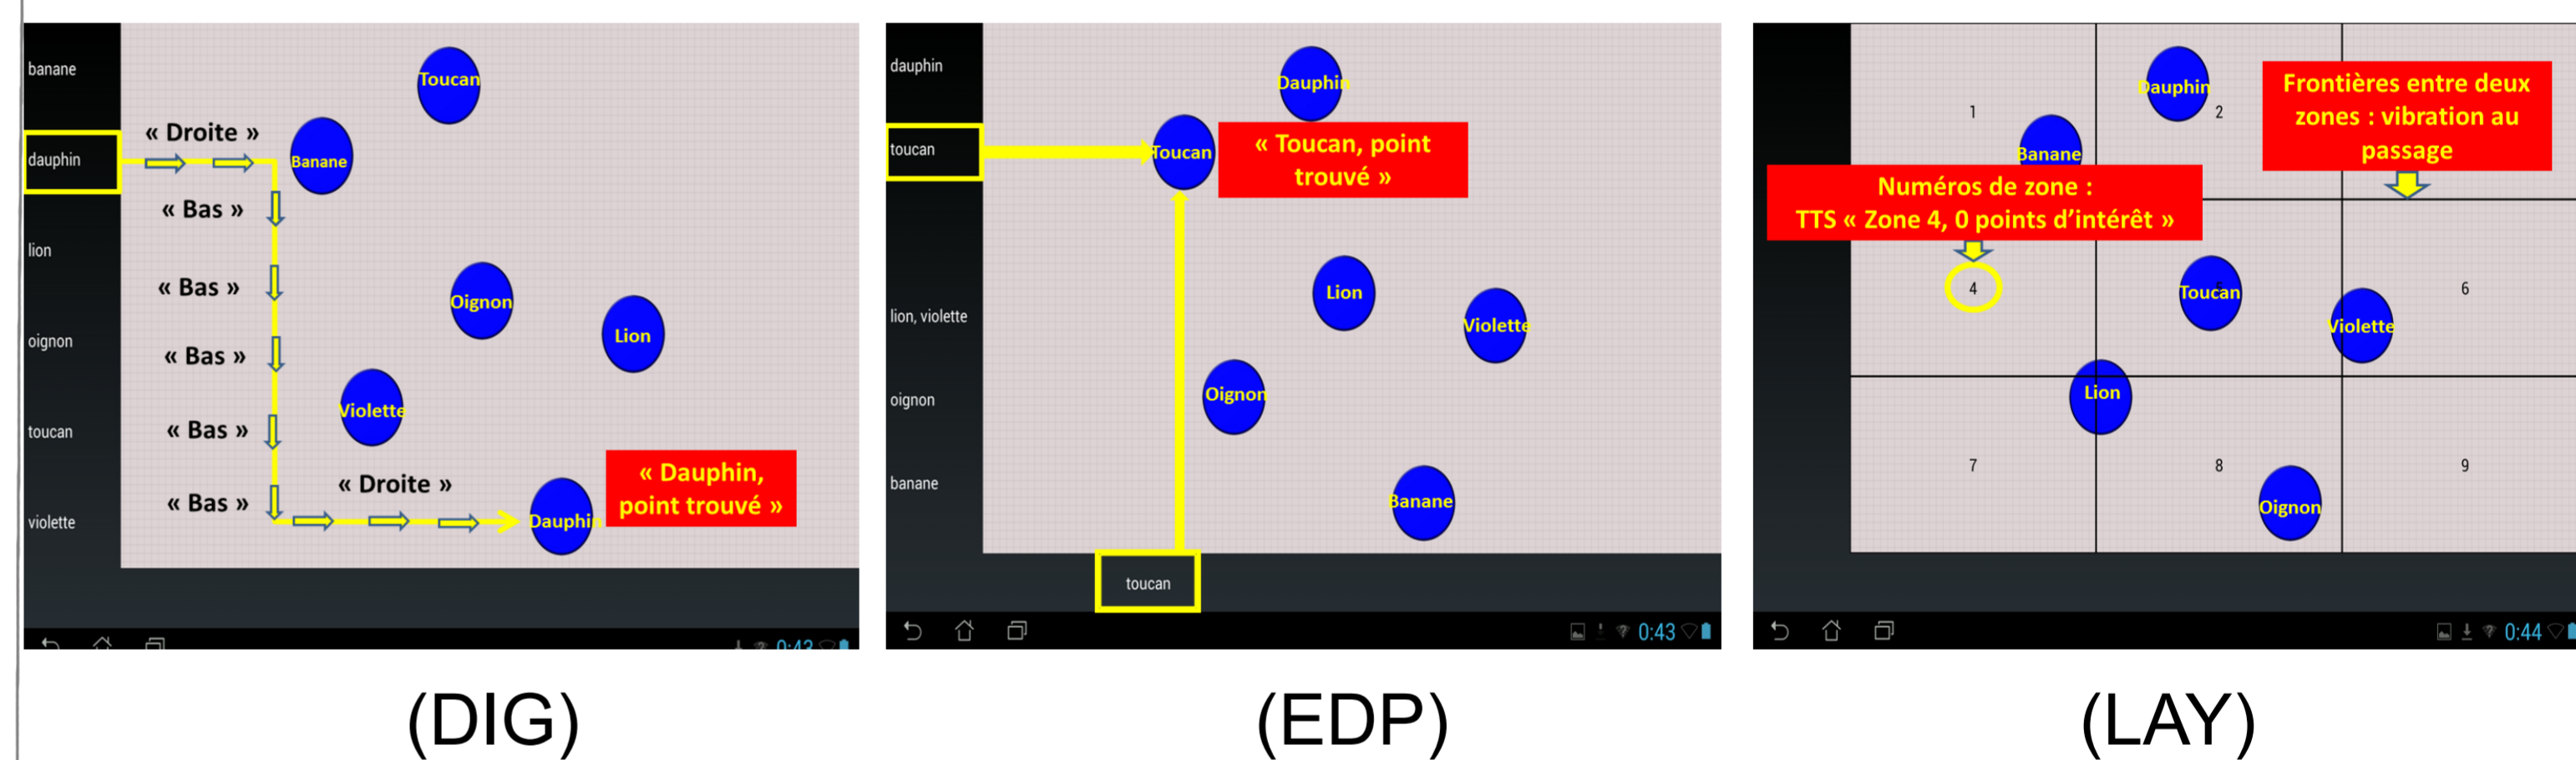 banane
dauphin
lion
oignon
toucan
violette
Toucan
Banane
Oignon
Lion
Violette
Dauphin
« Droite »
« Bas »
« Bas »
« Bas »
« Bas »
« Bas »
« Droite »
« Dauphin,
point trouvé »
0:43
(DIG)
dauphin
toucan
lion, violette
oignon
banane
Dauphin
Toucan
« Toucan, point
trouvé »
Lion
Violette
Oignon
Banane
toucan
0:43
(EDP)
1
Dauphin
2
Frontières entre deux
zones : vibration au
passage
Banane
Numéros de zone :
TTS « Zone 4, 0 points d’intérêt »
4
Toucan
Violette
6
Lion
7
8
9
Oignon
0:44
(LAY)